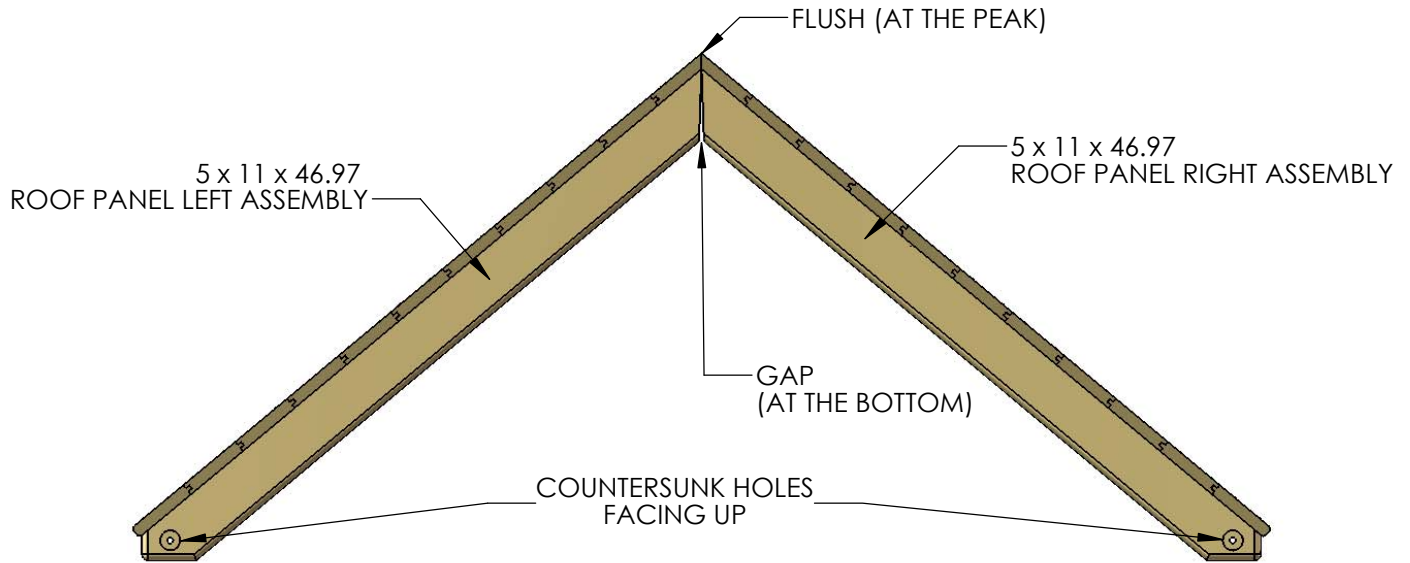 FLUSH (AT THE PEAK)
5 x 11 x 46.97
ROOF PANEL LEFT ASSEMBLY
5 x 11 x 46.97
ROOF PANEL RIGHT ASSEMBLY
GAP
(AT THE BOTTOM)
COUNTERSUNK HOLES
FACING UP